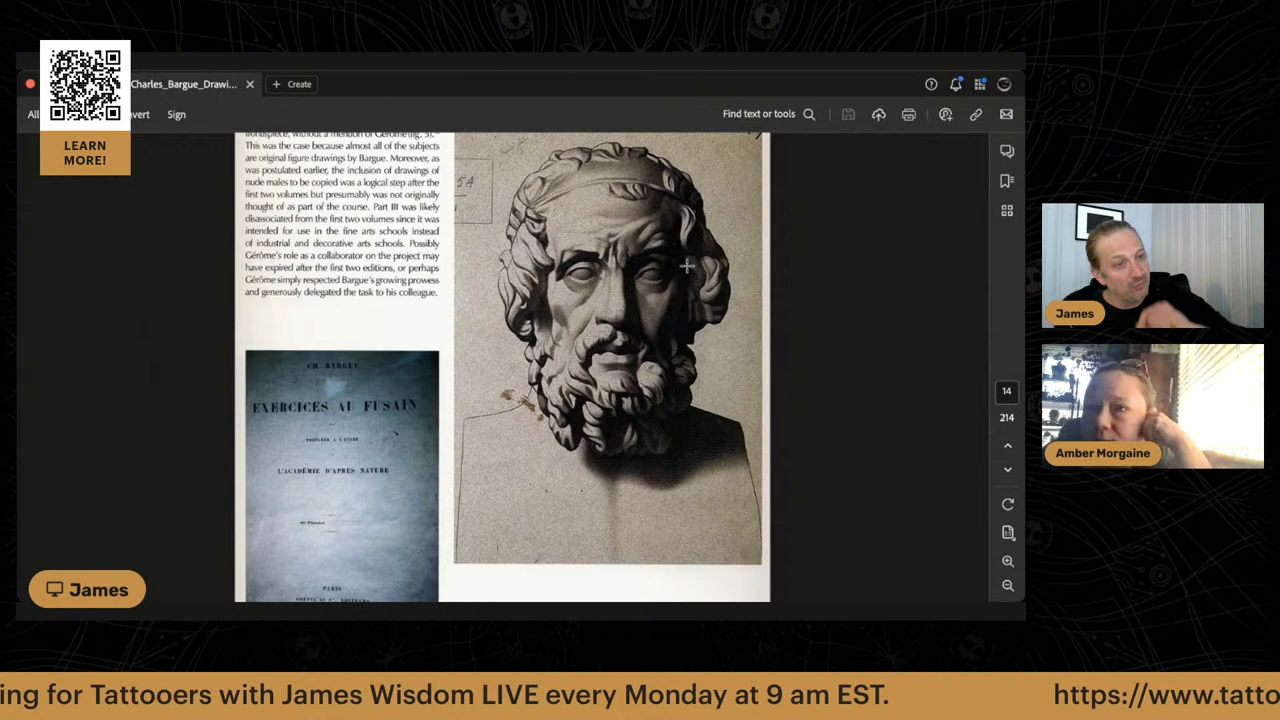 LEARN
MORE!
Charles_Bargue_Drawi...
Create
All
vert
Sign
Find text or tools
frontispiece, without a mention of Gérôme
This was the case because almost all of the subjects
are original figure drawings by Bargue. Moreover, as
was postulated earlier, the inclusion of drawings of
nude males to be copied was a logical step after the
first two volumes but presumably was not originally
thought of as part of the course. Part III was likely
disassociated from the first two volumes since it was
intended for use in the fine arts schools instead
of industrial and decorative arts schools. Possibly
Gérôme's role as a collaborator on the project may
have expired after the first two editions, or perhaps
Gérôme simply respected Bargue's growing prowess
and generously delegated the task to his colleague.
54
CH. BARGUE
EXERCICES AU FUSAIN
L'ACADÉMIE D'APRÈS NATURE
PARIS
14
214
James
Amber Morgaine
James
ing for Tattooers with James Wisdom LIVE every Monday at 9 am EST.
https://www.tatto